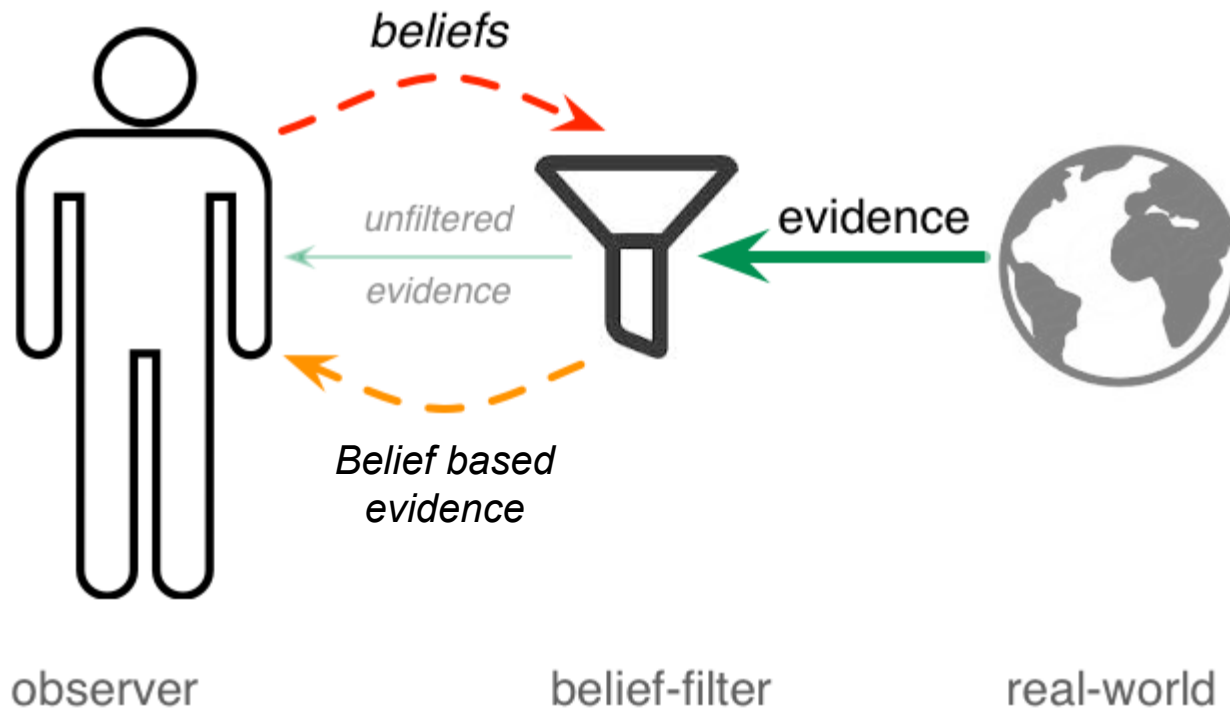 beliefs
unfiltered
evidence
evidence
Belief based
evidence
observer
belief-filter
real-world